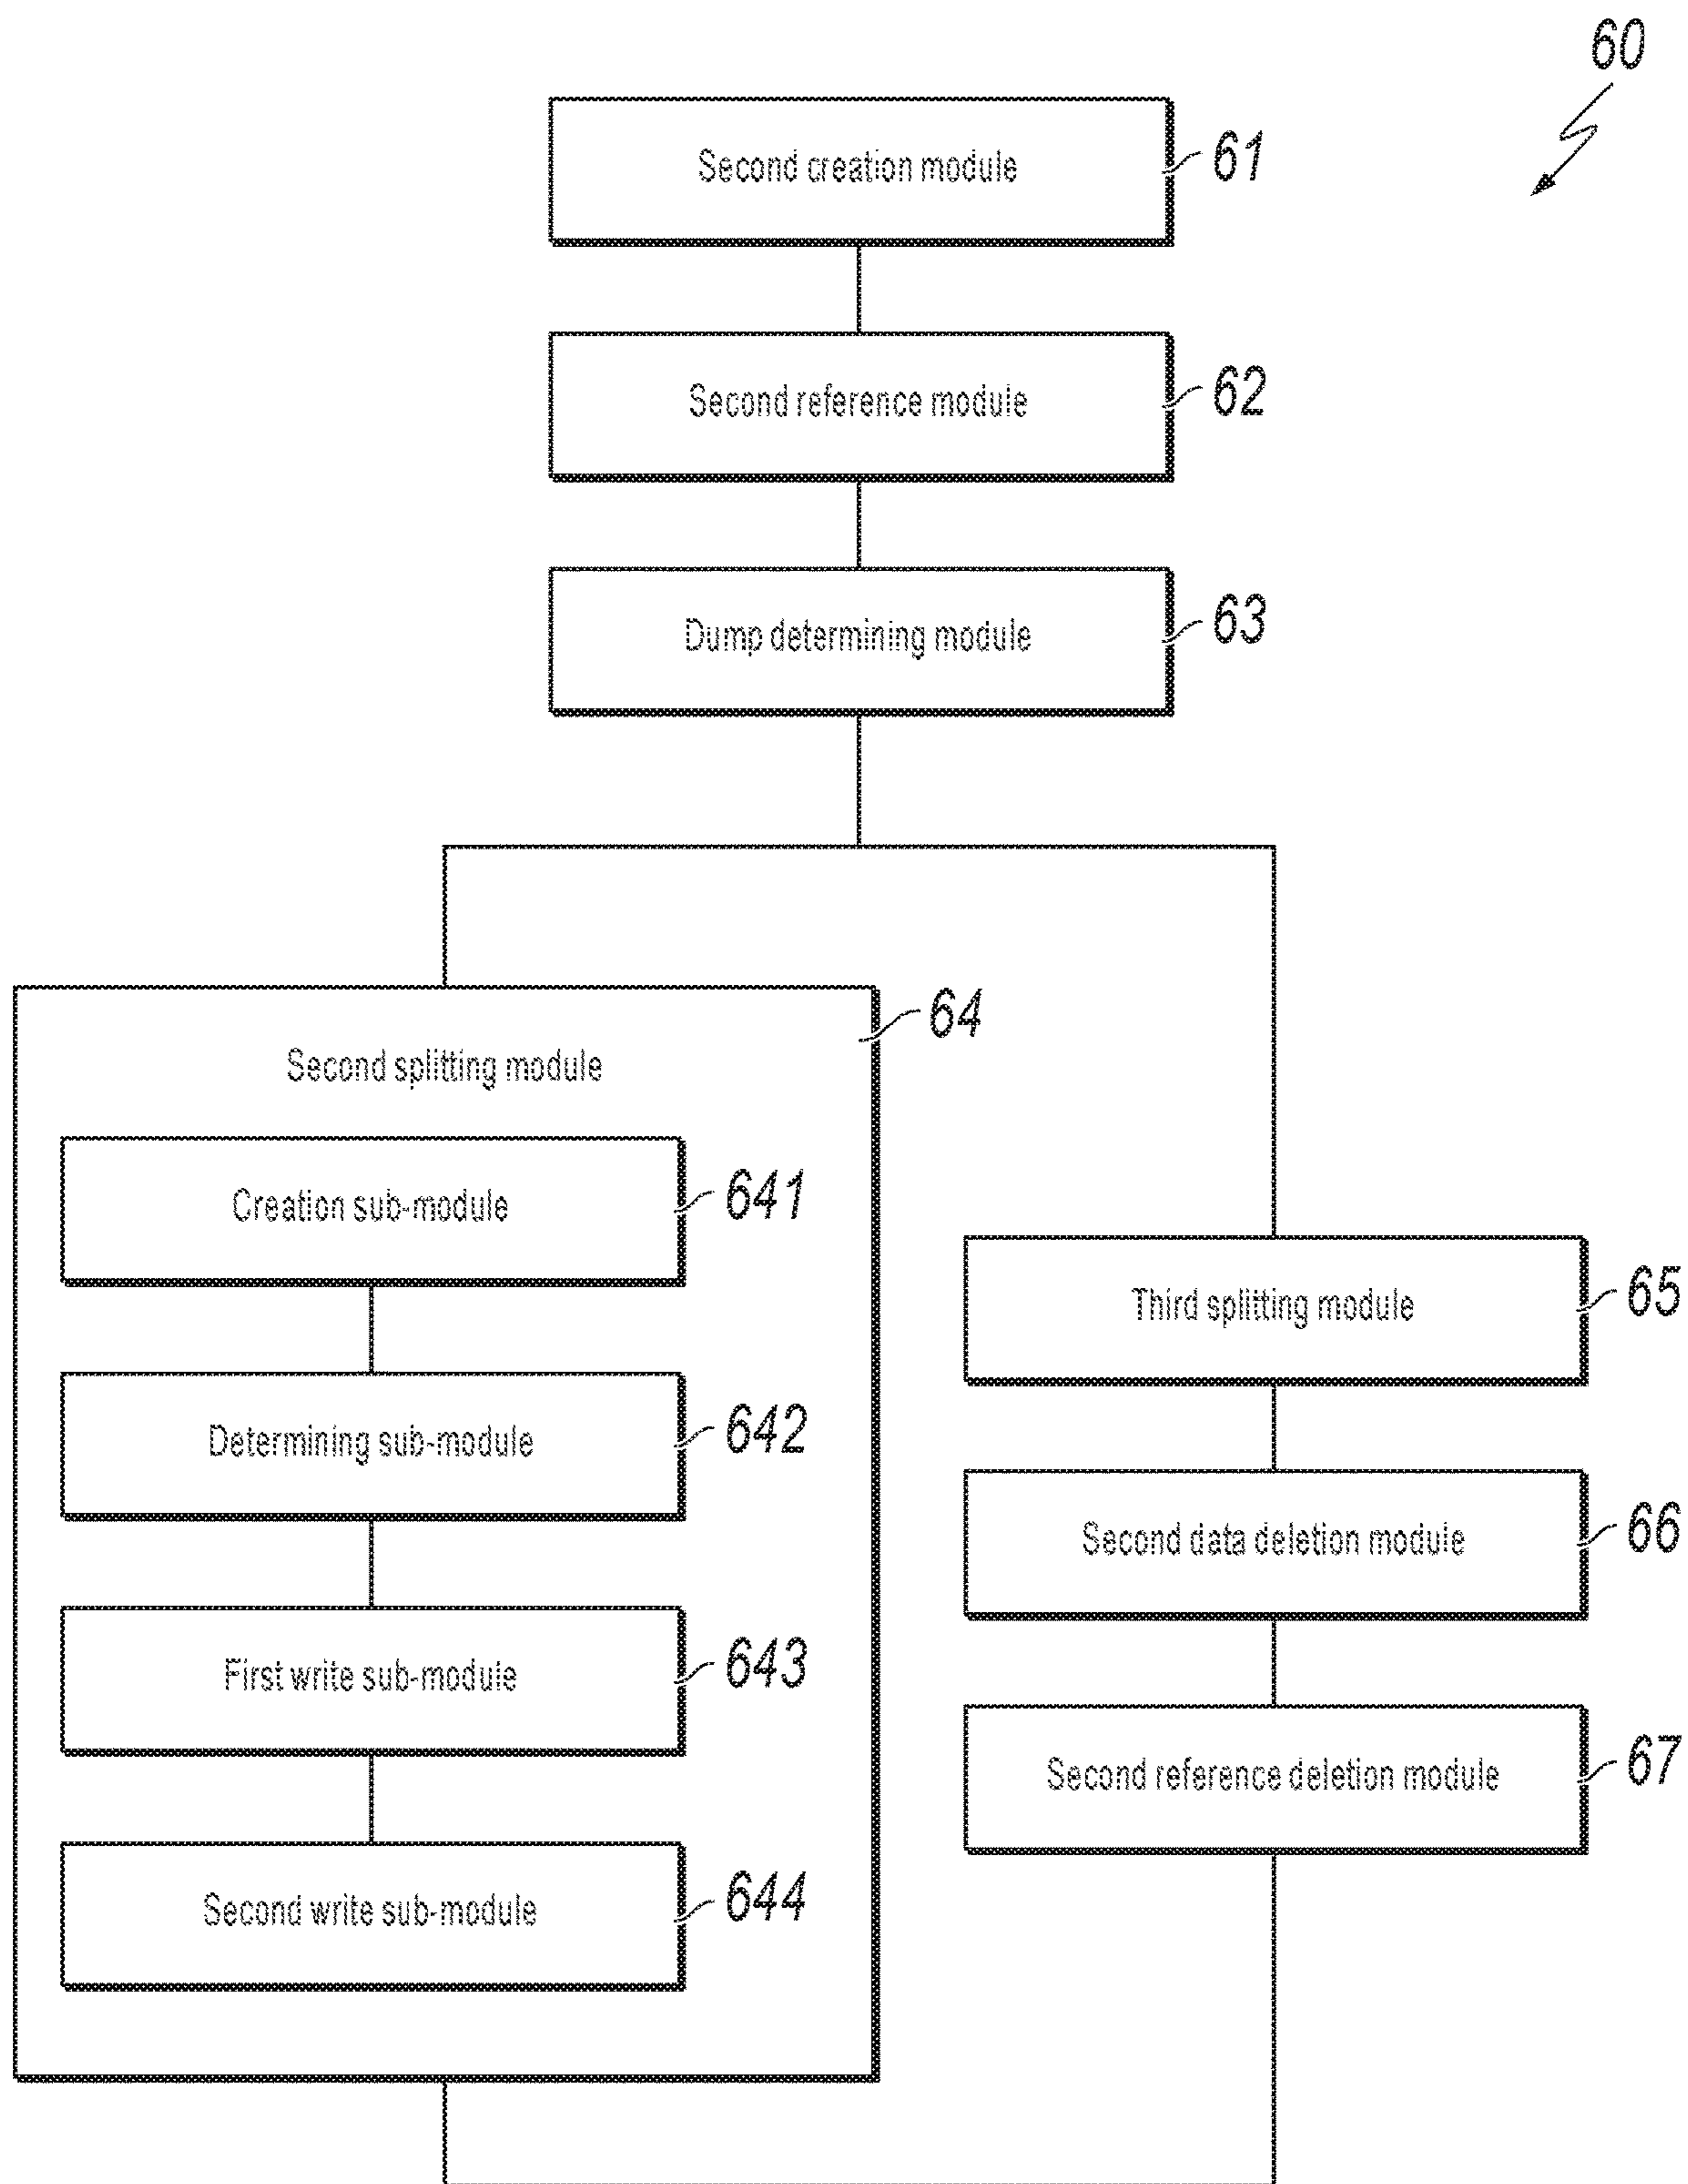 60
Second creation module
61
Second reference module
62
Dump determining module
63
64
Second splitting module
Creation sub-module
641
Determining sub-module
642
First write sub-module
643
Second write sub-module
644
Third splitting module
65
Second data deletion module
66
Second reference deletion module
67